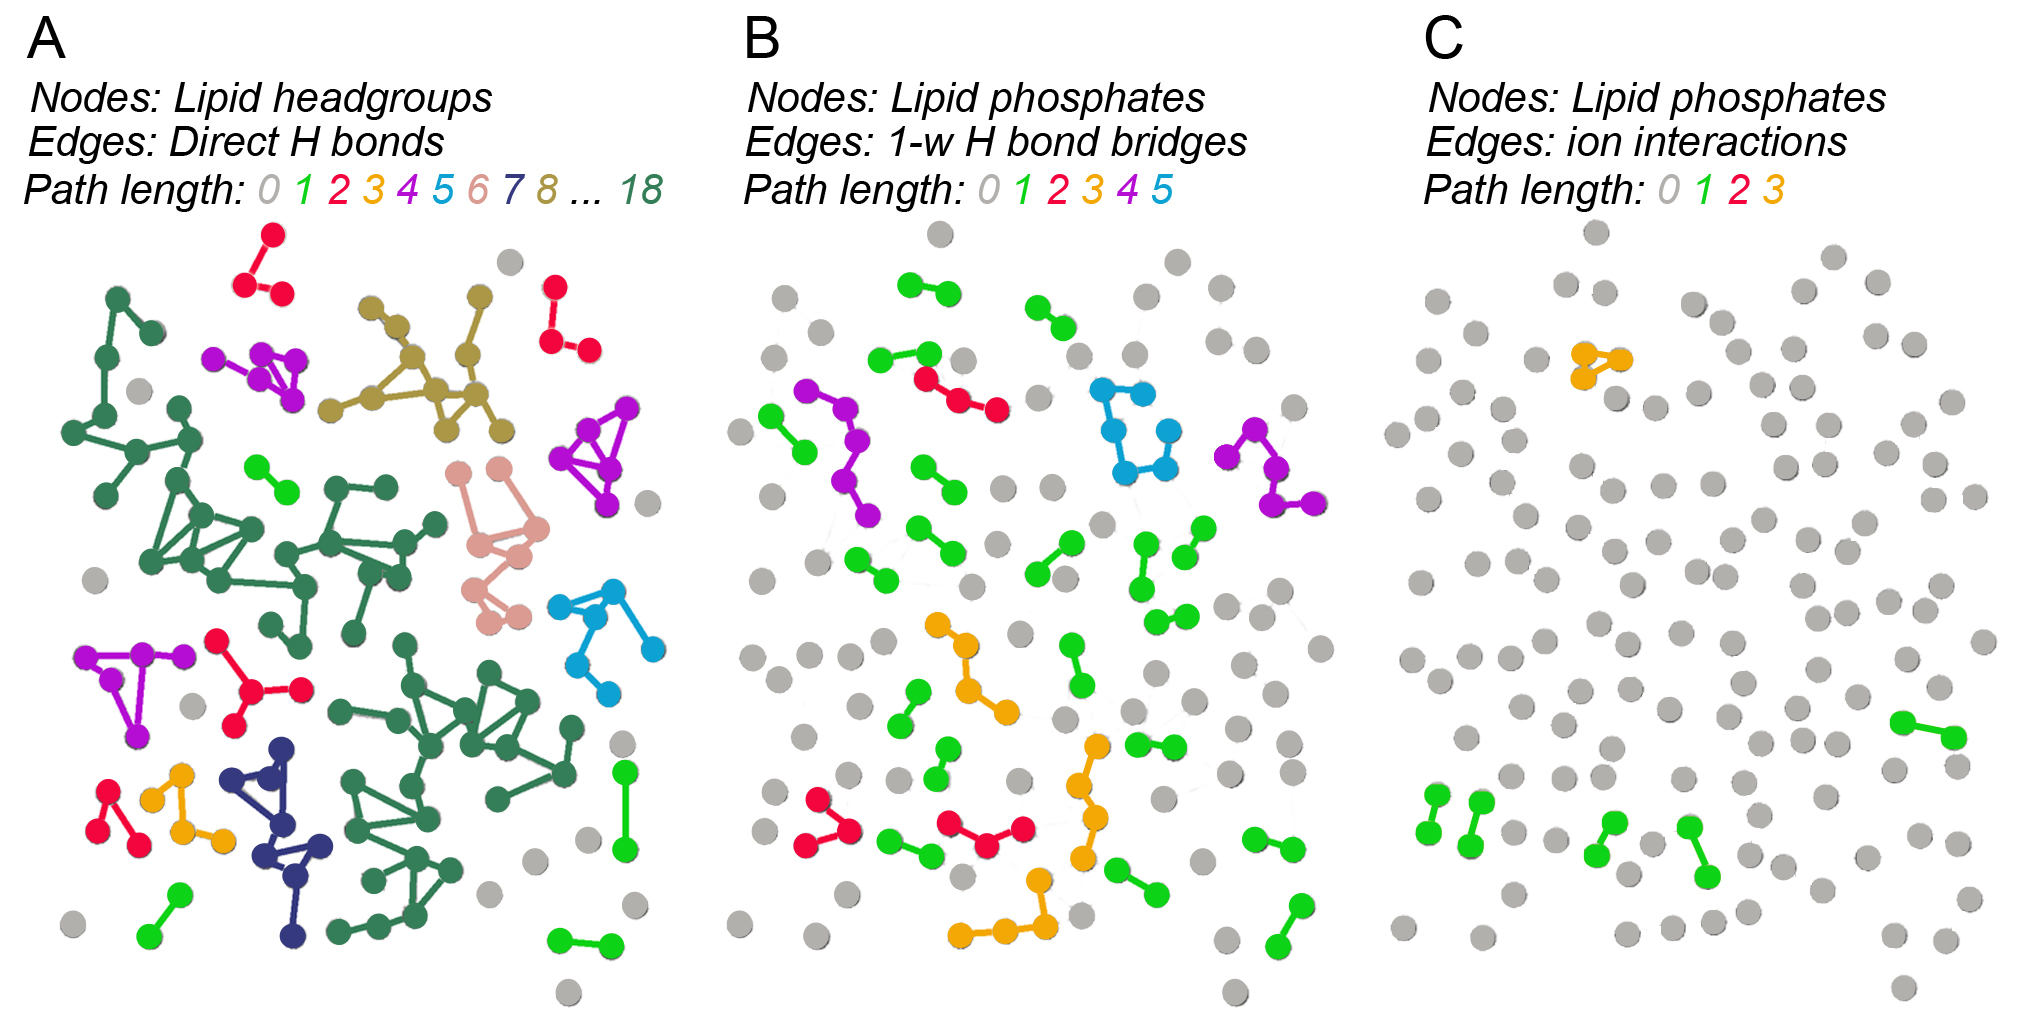 A
Nodes: Lipid headgroups
Edges: Direct H bonds
Path length: 0 1 2 3 4 5 6 7 8 ... 18
B
Nodes: Lipid phosphates
Edges: 1-w H bond bridges
Path length: 0 1 2 3 4 5
C
Nodes: Lipid phosphates
Edges: ion interactions
Path length: 0 1 2 3